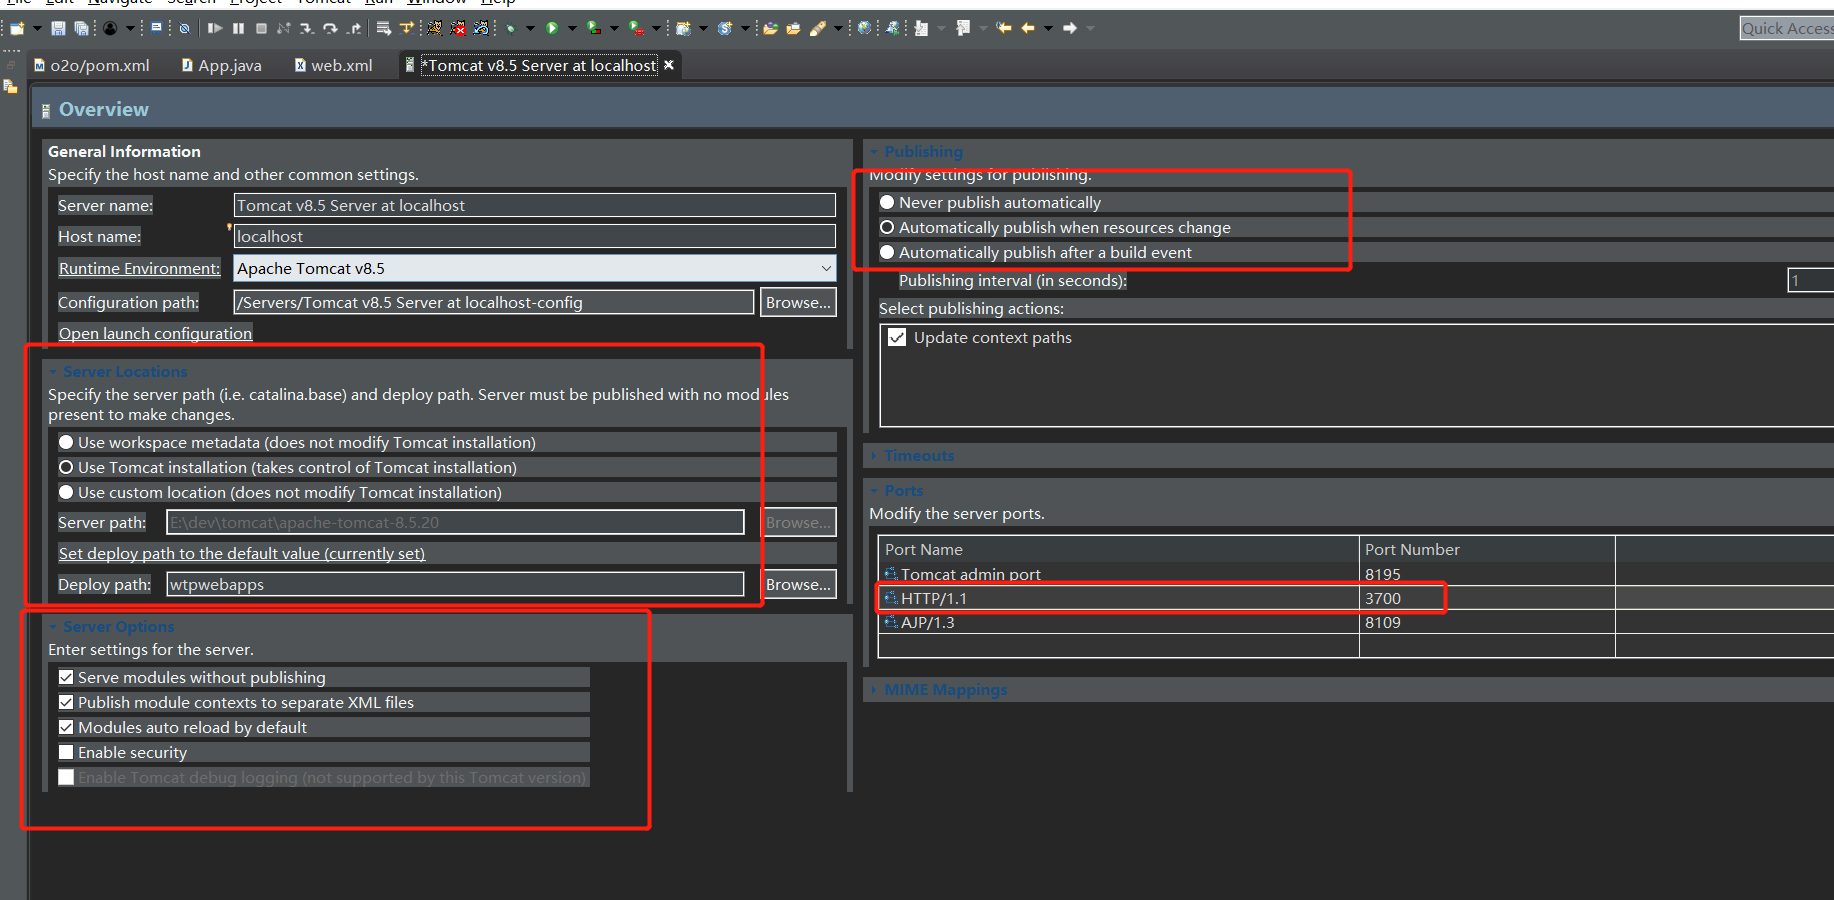 File Edit Navigate Search Project Tomcat Run Window Help
Quick Access
o2o/pom.xml
App.java
web.xml
*Tomcat v8.5 Server at localhost
Overview
General Information
Specify the host name and other common settings.
Server name:
Tomcat v8.5 Server at localhost
Host name:
localhost
Runtime Environment:
Apache Tomcat v8.5
Configuration path:
/Servers/Tomcat v8.5 Server at localhost-config
Browse...
Open launch configuration
Server Locations
Specify the server path (i.e. catalina.base) and deploy path. Server must be published with no modules
present to make changes.
Use workspace metadata (does not modify Tomcat installation)
Use Tomcat installation (takes control of Tomcat installation)
Use custom location (does not modify Tomcat installation)
Server path:
E:\dev\tomcat\apache-tomcat-8.5.20
Browse...
Set deploy path to the default value (currently set)
Deploy path:
wtpwebapps
Browse...
Server Options
Enter settings for the server.
Serve modules without publishing
Publish module contexts to separate XML files
Modules auto reload by default
Enable security
Enable Tomcat debug logging (not supported by this Tomcat version)
Publishing
Modify settings for publishing.
Never publish automatically
Automatically publish when resources change
Automatically publish after a build event
Publishing interval (in seconds):
1
Select publishing actions:
Update context paths
Timeouts
Ports
Modify the server ports.
Port Name Port Number
Tomcat admin port 8195
HTTP/1.1 3700
AJP/1.3 8109
MIME Mappings